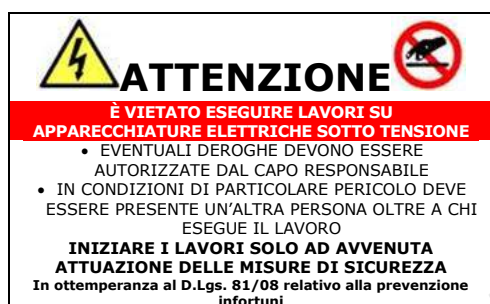 ATTENZIONE
È VIETATO ESEGUIRE LAVORI SU
APPARECCHIATURE ELETTRICHE SOTTO TENSIONE
• EVENTUALI DEROGHE DEVONO ESSERE
AUTORIZZATE DAL CAPO RESPONSABILE
• IN CONDIZIONI DI PARTICOLARE PERICOLO DEVE
ESSERE PRESENTE UN’ALTRA PERSONA OLTRE A CHI
ESEGUE IL LAVORO
INIZIARE I LAVORI SOLO AD AVVENUTA
ATTUAZIONE DELLE MISURE DI SICUREZZA
In ottemperanza al D.Lgs. 81/08 relativo alla prevenzione
infortuni